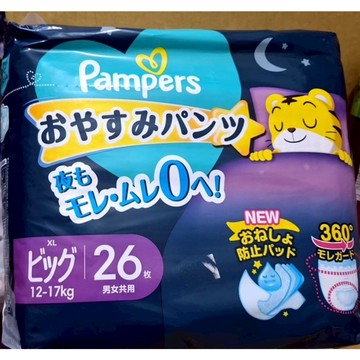 Pampers
おやすみパンツ
夜も
モレ・ムレ0へ!
NEW
おねしょ
防止パッド
360°
モレガード
XL
ビッグ
12-17kg
26枚
男女共用